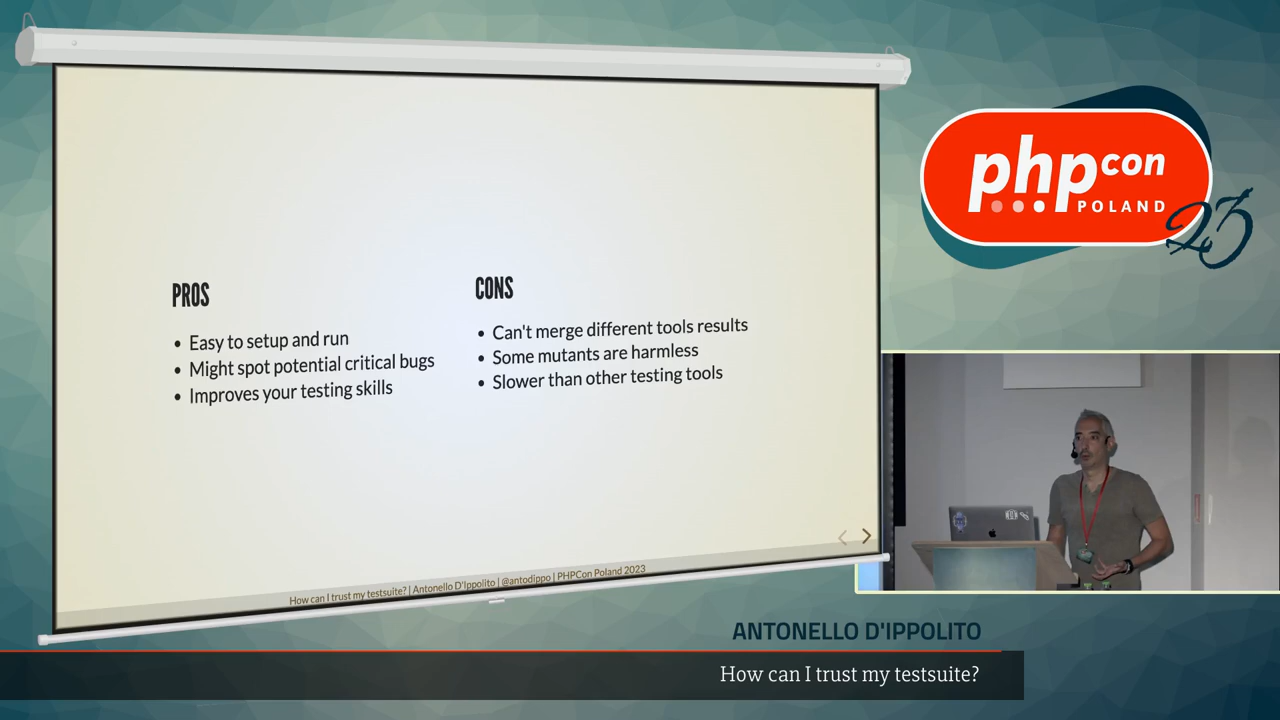 PROS
• Easy to setup and run
• Might spot potential critical bugs
• Improves your testing skills
CONS
• Can't merge different tools results
• Some mutants are harmless
• Slower than other testing tools
How can I trust my testsuite? | Antonello D'Ippolito | @antodippo | PHPCon Poland 2023
phpcon
POLAND
23
ANTONELLO D'IPPOLITO
How can I trust my testsuite?